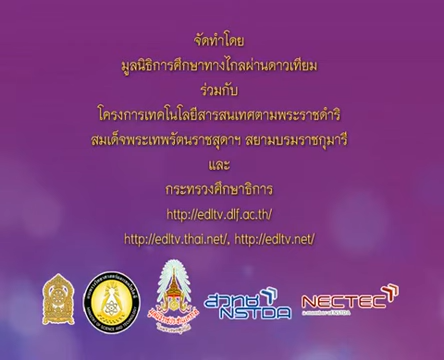 จัดทำโดย
มูลนิธิการศึกษาทางไกลผ่านดาวเทียม
ร่วมกับ
โครงการเทคโนโลยีสารสนเทศตามพระราชดำริ
สมเด็จพระเทพรัตนราชสุดาฯ สยามบรมราชกุมารี
และ
กระทรวงศึกษาธิการ
http://edltv.dlf.ac.th/
http://edltv.thai.net/, http://edltv.net/
สวทช
NSTDA
NECTEC
a member of NSTDA